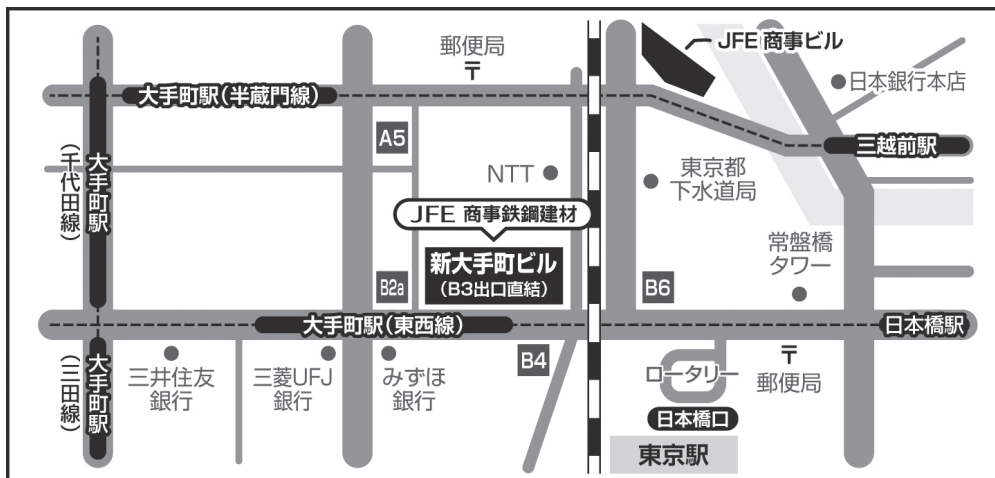 郵便局
〒
JFE 商事ビル
日本銀行本店
大手町駅(半蔵門線)
A5
三越前駅
大手町駅
(千代田線)
NTT
東京都
下水道局
JFE 商事鉄鋼建材
新大手町ビル
(B3出口直結)
常盤橋
タワー
B2a
B6
大手町駅(東西線)
日本橋駅
大手町駅
(三田線)
三井住友
銀行
三菱UFJ
銀行
みずほ
銀行
B4
ロータリー
〒
郵便局
日本橋口
東京駅